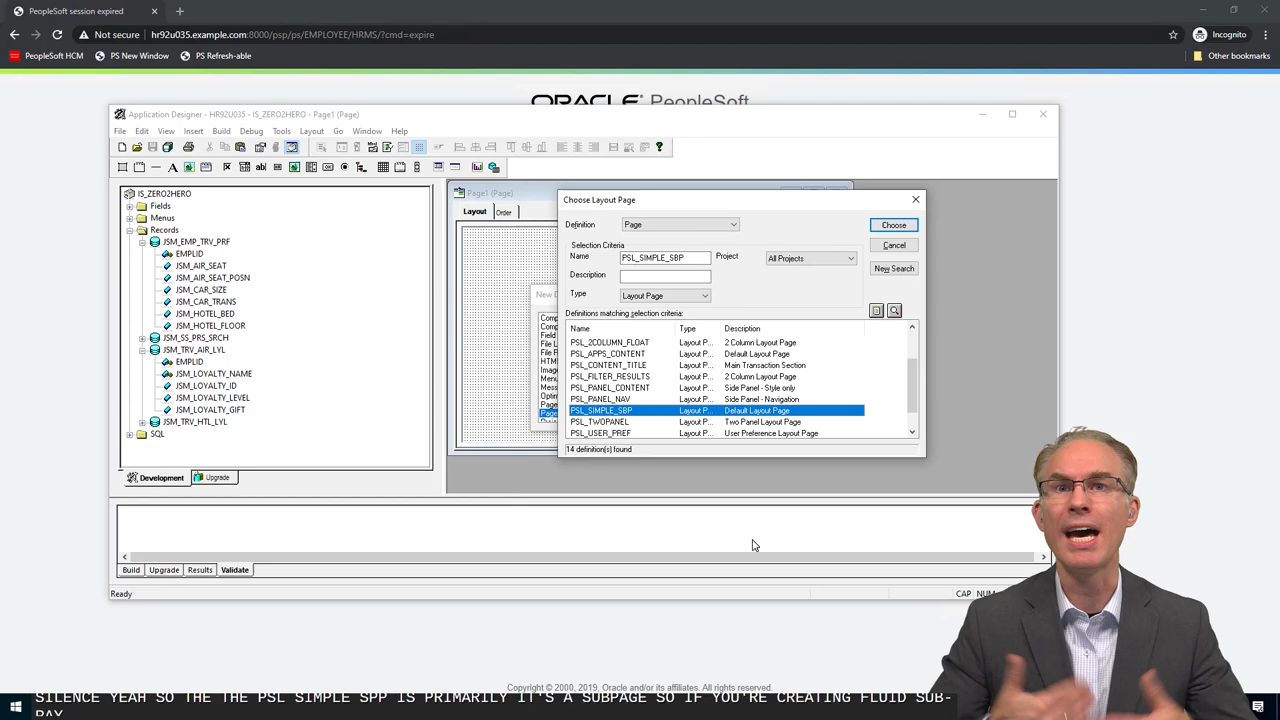 PeopleSoft session expired
Not secure hr92u035.example.com:8000/psp/ps/EMPLOYEE/HRMS/?cmd=expire
Incognito
PeopleSoft HCM PS New Window PS Refresh-able Other bookmarks
ORACLE PeopleSoft
Application Designer - HR92U035 - IS_ZERO2HERO - Page1 (Page)
File Edit View Insert Build Debug Tools Layout Go Window Help
IS_ZERO2HERO
Fields
Menus
Records
JSM_EMP_TRV_PRF
EMPLID
JSM_AIR_SEAT
JSM_AIR_SEAT_POSN
JSM_CAR_SIZE
JSM_CAR_TRANS
JSM_HOTEL_BED
JSM_HOTEL_FLOOR
JSM_SS_PRS_SRCH
JSM_TRV_AIR_LYL
EMPLID
JSM_LOYALTY_NAME
JSM_LOYALTY_ID
JSM_LOYALTY_LEVEL
JSM_LOYALTY_GIFT
JSM_TRV_HTL_LYL
SQL
Development Upgrade
Page1 (Page)
Layout Order
Choose Layout Page
Definition Page Choose
Selection Criteria
Name PSL_SIMPLE_SBP Project All Projects Cancel
Description New Search
Type Layout Page
Definitions matching selection criteria:
Name Type Description
PSL_2COLUMN_FLOAT Layout P... 2 Column Layout Page
PSL_APPS_CONTENT Layout P... Default Layout Page
PSL_CONTENT_TITLE Layout P... Main Transaction Section
PSL_FILTER_RESULTS Layout P... 2 Column Layout Page
PSL_PANEL_CONTENT Layout P... Side Panel - Style only
PSL_PANEL_NAV Layout P... Side Panel - Navigation
PSL_SIMPLE_SBP Layout P... Default Layout Page
PSL_TWOPANEL Layout P... Two Panel Layout Page
PSL_USER_PREF Layout P... User Preference Layout Page
14 definition(s) found
Build Upgrade Results Validate
Ready CAP NUM
Copyright © 2000, 2019, Oracle and/or its affiliates. All rights reserved.
SILENCE YEAH SO THE THE PSL SIMPLE SPP IS PRIMARILY IT'S A SUBPAGE SO IF YOU'RE CREATING FLUID SUB-
PAY